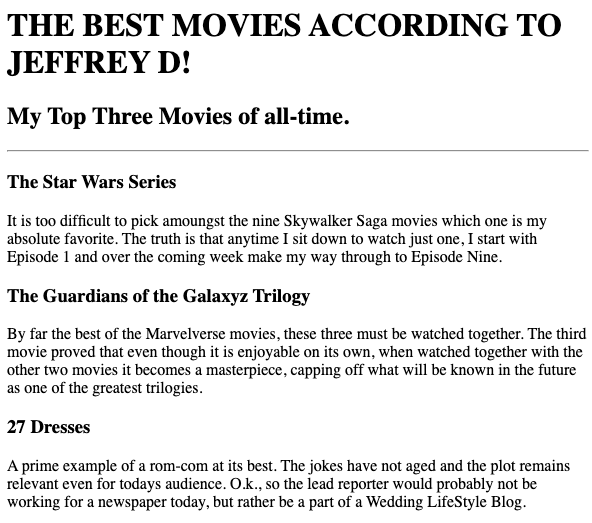 THE BEST MOVIES ACCORDING TO
JEFFREY D!
My Top Three Movies of all-time.
The Star Wars Series
It is too difficult to pick amoungst the nine Skywalker Saga movies which one is my
absolute favorite. The truth is that anytime I sit down to watch just one, I start with
Episode 1 and over the coming week make my way through to Episode Nine.
The Guardians of the Galaxyz Trilogy
By far the best of the Marvelverse movies, these three must be watched together. The third
movie proved that even though it is enjoyable on its own, when watched together with the
other two movies it becomes a masterpiece, capping off what will be known in the future
as one of the greatest trilogies.
27 Dresses
A prime example of a rom-com at its best. The jokes have not aged and the plot remains
relevant even for todays audience. O.k., so the lead reporter would probably not be
working for a newspaper today, but rather be a part of a Wedding LifeStyle Blog.